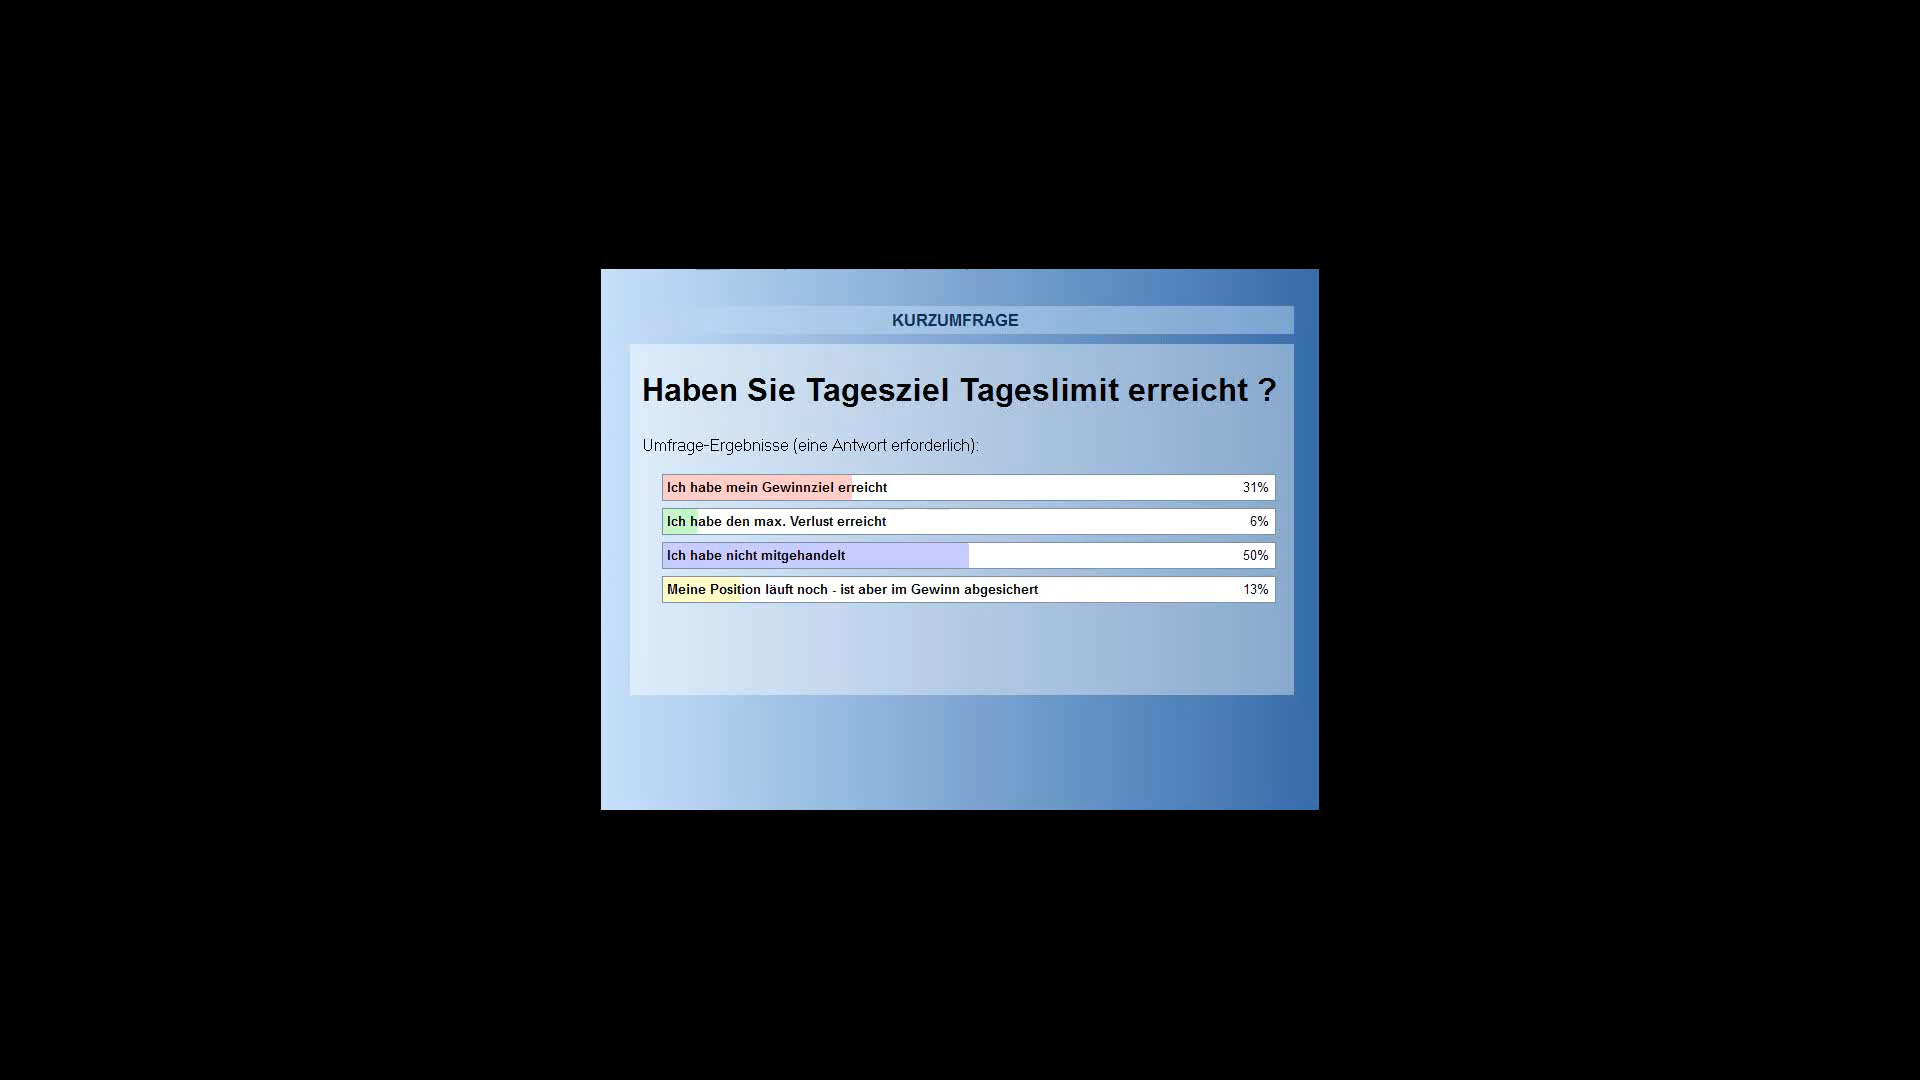 KURZUMFRAGE
Haben Sie Tagesziel Tageslimit erreicht ?
Umfrage-Ergebnisse (eine Antwort erforderlich):
Ich habe mein Gewinnziel erreicht 31%
Ich habe den max. Verlust erreicht 6%
Ich habe nicht mitgehandelt 50%
Meine Position läuft noch - ist aber im Gewinn abgesichert 13%